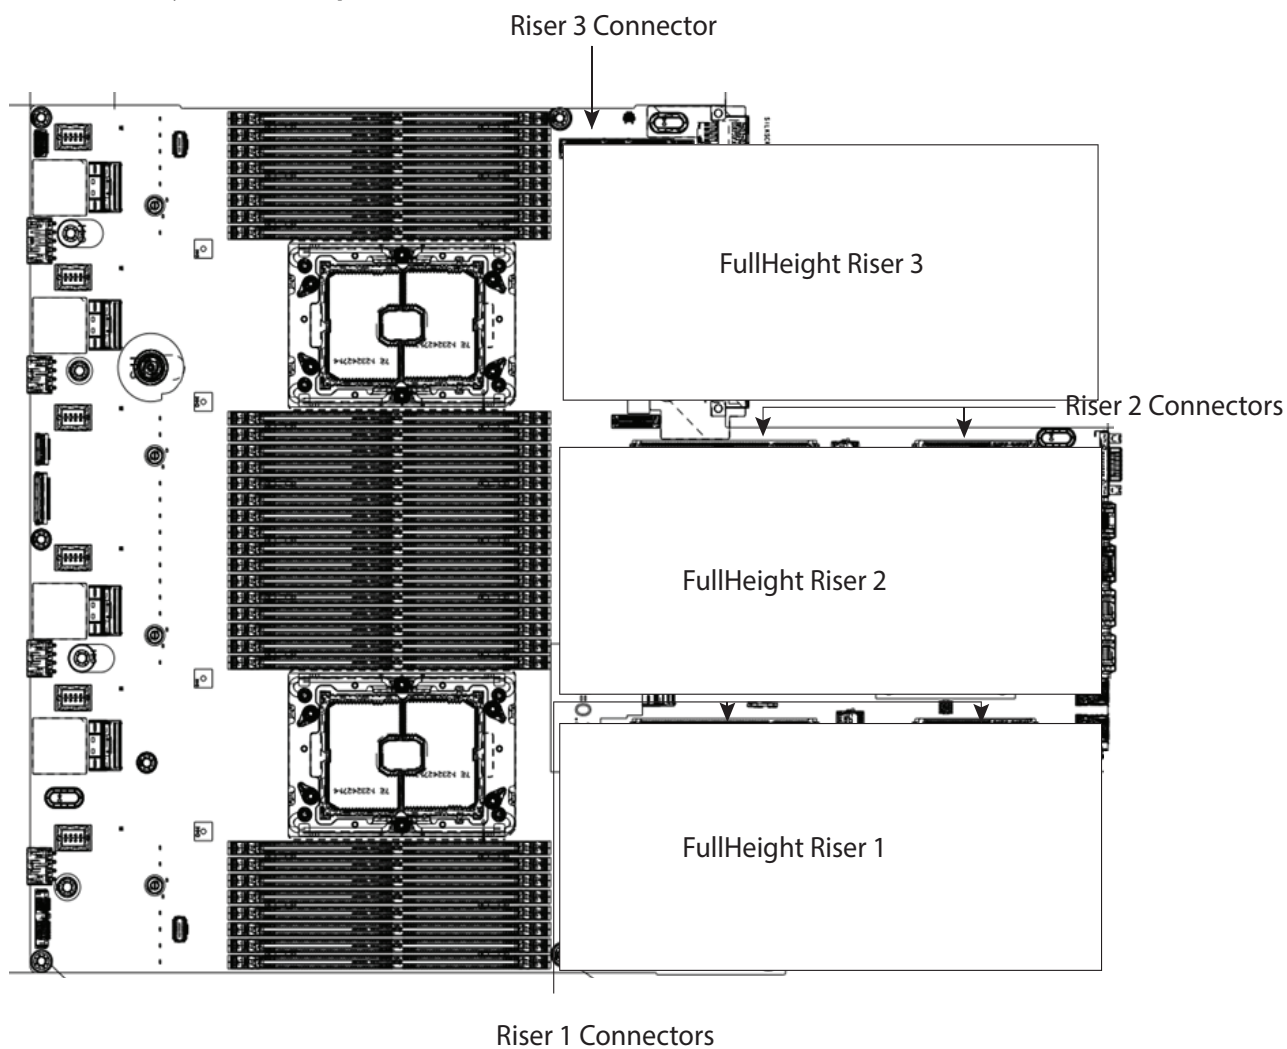 Riser 3 Connector
FullHeight Riser 3
Riser 2 Connectors
FullHeight Riser 2
FullHeight Riser 1
Riser 1 Connectors